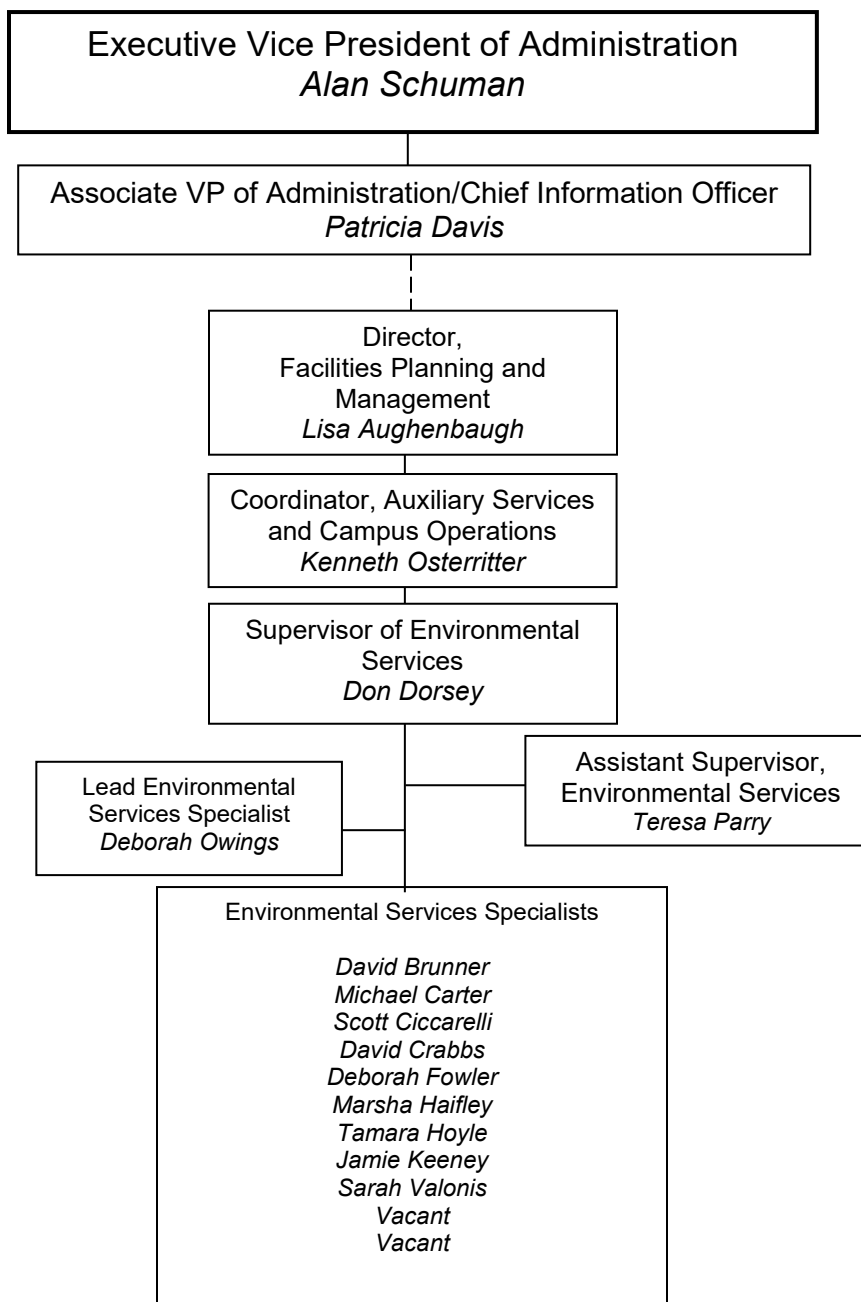 Executive Vice President of Administration
Alan Schuman
Associate VP of Administration/Chief Information Officer
Patricia Davis
Director,
Facilities Planning and
Management
Lisa Aughenbaugh
Coordinator, Auxiliary Services
and Campus Operations
Kenneth Osterritter
Supervisor of Environmental
Services
Don Dorsey
Assistant Supervisor,
Environmental Services
Teresa Parry
Lead Environmental
Services Specialist
Deborah Owings
Environmental Services Specialists
David Brunner
Michael Carter
Scott Ciccarelli
David Crabbs
Deborah Fowler
Marsha Haifley
Tamara Hoyle
Jamie Keeney
Sarah Valonis
Vacant
Vacant